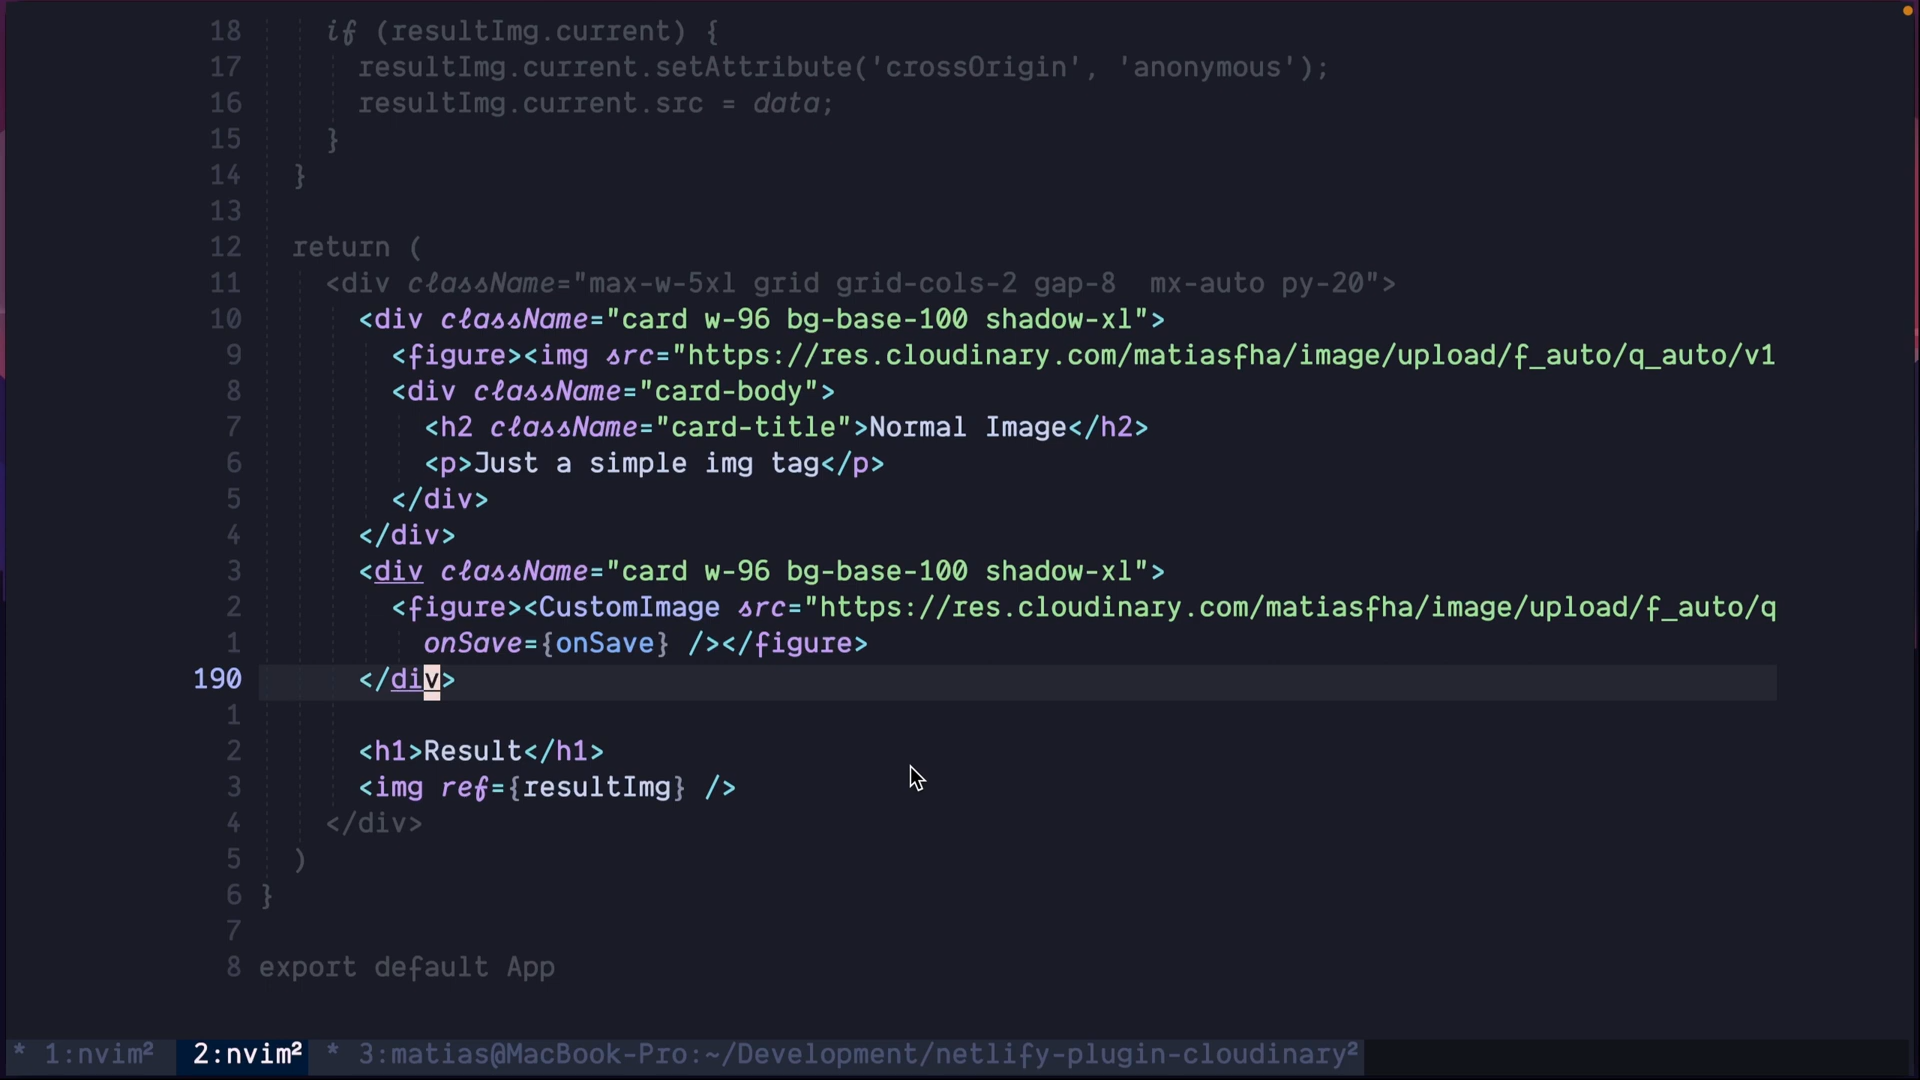 18 if (resultImg.current) {
17 resultImg.current.setAttribute('crossOrigin', 'anonymous');
16 resultImg.current.src = data;
15 }
14 }
13
12 return (
11 <div className="max-w-5xl grid grid-cols-2 gap-8  mx-auto py-20">
10 <div className="card w-96 bg-base-100 shadow-xl">
9 <figure><img src="https://res.cloudinary.com/matiasfha/image/upload/f_auto/q_auto/v1
8 <div className="card-body">
7 <h2 className="card-title">Normal Image</h2>
6 <p>Just a simple img tag</p>
5 </div>
4 </div>
3 <div className="card w-96 bg-base-100 shadow-xl">
2 <figure><CustomImage src="https://res.cloudinary.com/matiasfha/image/upload/f_auto/q
1 onSave={onSave} /></figure>
190 </div>
1
2 <h1>Result</h1>
3 <img ref={resultImg} />
4 </div>
5 )
6 }
7
8 export default App
* 1:nvim² 2:nvim² * 3:matias@MacBook-Pro:~/Development/netlify-plugin-cloudinary²